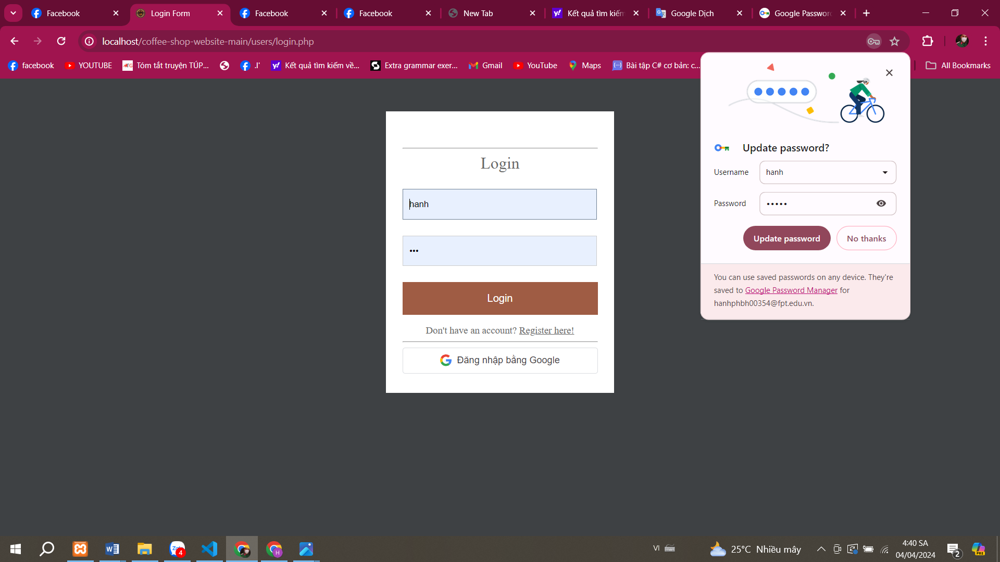 Facebook
Login Form
Facebook
Facebook
New Tab
Kết quả tìm kiếm
Google Dịch
Google Password
localhost/coffee-shop-website-main/users/login.php
facebook
YOUTUBE
Tóm tắt truyện TÚP...
.I'
Kết quả tìm kiếm về...
Extra grammar exer...
Gmail
YouTube
Maps
Bài tập C# cơ bản: c...
All Bookmarks
Login
hanh
Login
Don't have an account? Register here!
Đăng nhập bằng Google
Update password?
Username
hanh
Password
Update password
No thanks
You can use saved passwords on any device. They're
saved to Google Password Manager for
hanhphbh00354@fpt.edu.vn.
4
H
VI
25°C Nhiều mây
4:40 SA
04/04/2024
2
PRE